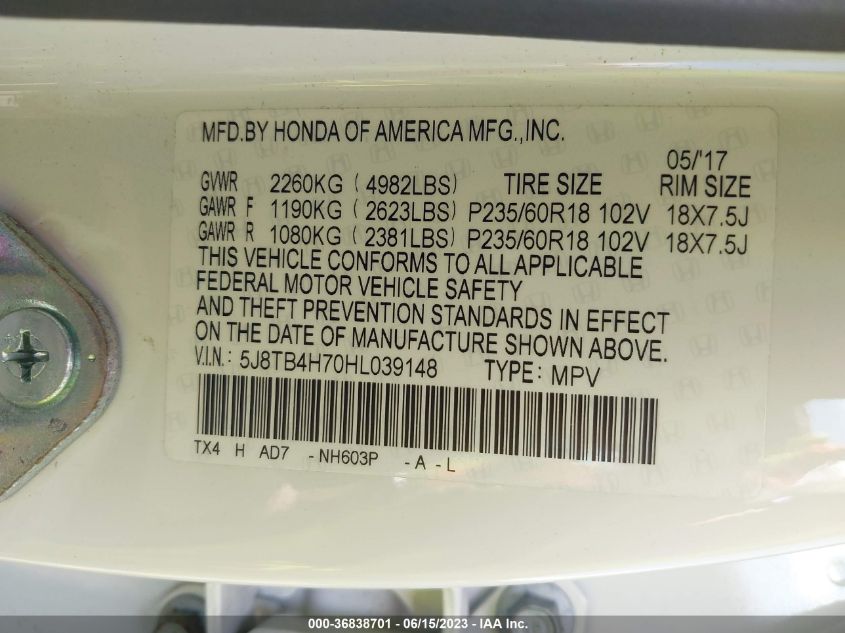 MFD.BY HONDA OF AMERICA MFG.,INC.
05/'17
GVWR 2260KG (4982LBS) TIRE SIZE RIM SIZE
GAWR F 1190KG (2623LBS) P235/60R18 102V 18X7.5J
GAWR R 1080KG (2381LBS) P235/60R18 102V 18X7.5J
THIS VEHICLE CONFORMS TO ALL APPLICABLE
FEDERAL MOTOR VEHICLE SAFETY
AND THEFT PREVENTION STANDARDS IN EFFECT
ON THE DATE OF MANUFACTURE SHOWN ABOVE.
V.I.N.: 5J8TB4H70HL039148 TYPE: MPV
TX4 H AD7 -NH603P -A-L
000-36838701 - 06/15/2023 - IAA Inc.